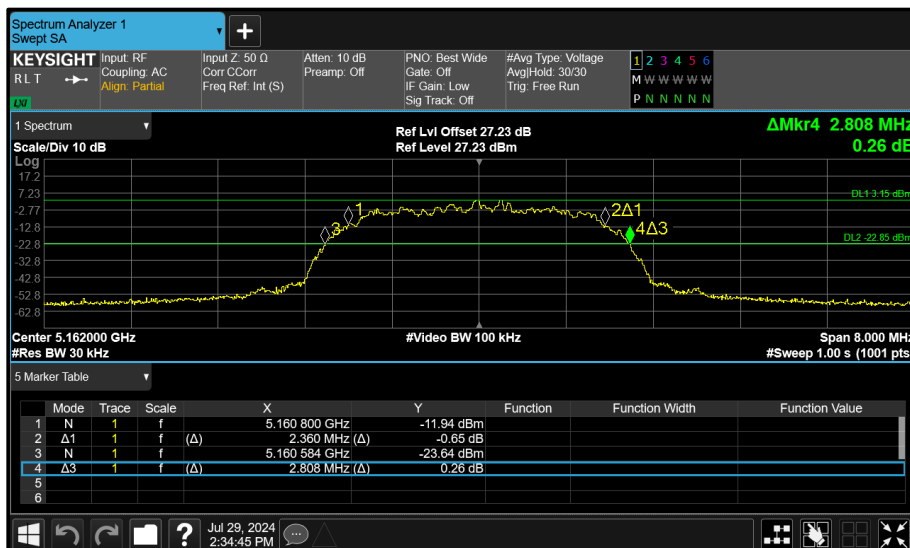 Spectrum Analyzer 1
Swept SA
+
KEYSIGHT
R L T
LXI
Input: RF
Coupling: AC
Align: Partial
Input Z: 50 Ω
Corr CCorr
Freq Ref: Int (S)
Atten: 10 dB
Preamp: Off
PNO: Best Wide
Gate: Off
IF Gain: Low
Sig Track: Off
#Avg Type: Voltage
Avg|Hold: 30/30
Trig: Free Run
1 2 3 4 5 6
M W W W W W
P N N N N N
1 Spectrum
Scale/Div 10 dB
Ref Lvl Offset 27.23 dB
Ref Level 27.23 dBm
ΔMkr4 2.808 MHz
0.26 dB
Log
17.2
7.23
-2.77
-12.8
-22.8
-32.8
-42.8
-52.8
-62.8
DL1 3.15 dBm
DL2 -22.85 dBm
1
2Δ1
3
4Δ3
Center 5.162000 GHz
#Video BW 100 kHz
Span 8.000 MHz
#Res BW 30 kHz
#Sweep 1.00 s (1001 pts
5 Marker Table
Mode Trace Scale X Y Function Function Width Function Value
1 N 1 f 5.160 800 GHz -11.94 dBm
2 Δ1 1 f (Δ) 2.360 MHz (Δ) -0.65 dB
3 N 1 f 5.160 584 GHz -23.64 dBm
4 Δ3 1 f (Δ) 2.808 MHz (Δ) 0.26 dB
5
6
?
Jul 29, 2024
2:34:45 PM